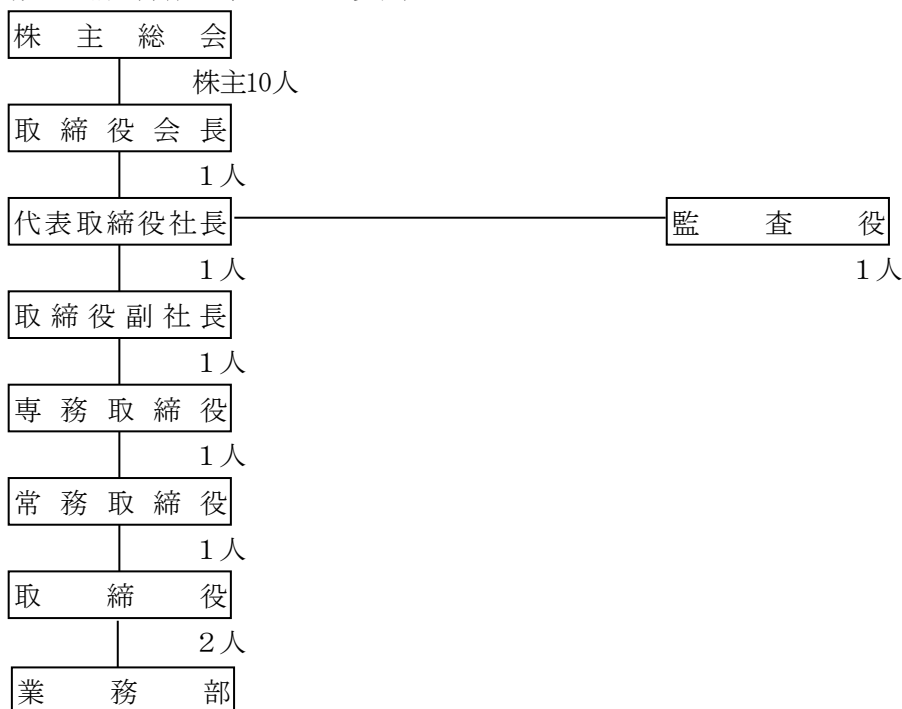 株主総会
株主10人
取締役会長
1人
代表取締役社長 監査役
1人 1人
取締役副社長
1人
専務取締役
1人
常務取締役
1人
取締役
2人
業務部